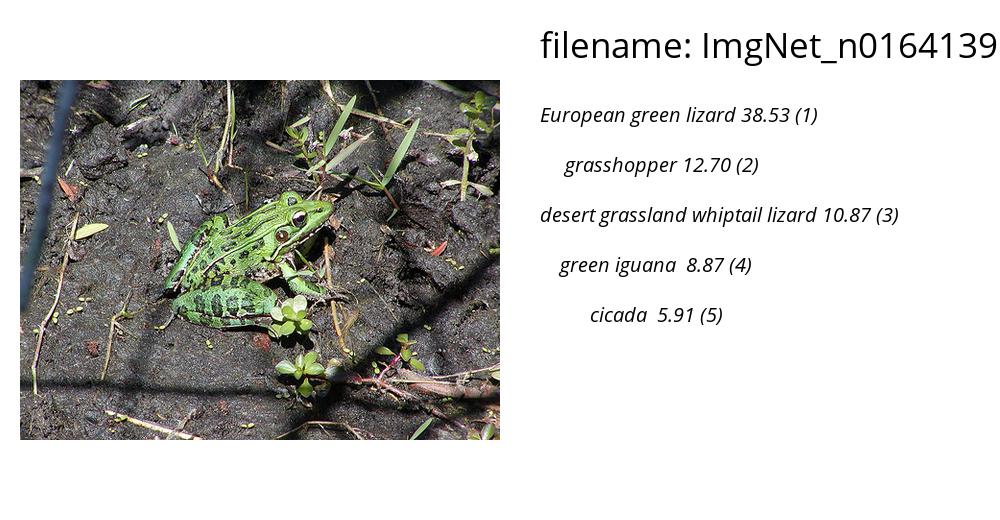 filename: ImgNet_n0164139
European green lizard 38.53 (1)
grasshopper 12.70 (2)
desert grassland whiptail lizard 10.87 (3)
green iguana 8.87 (4)
cicada 5.91 (5)